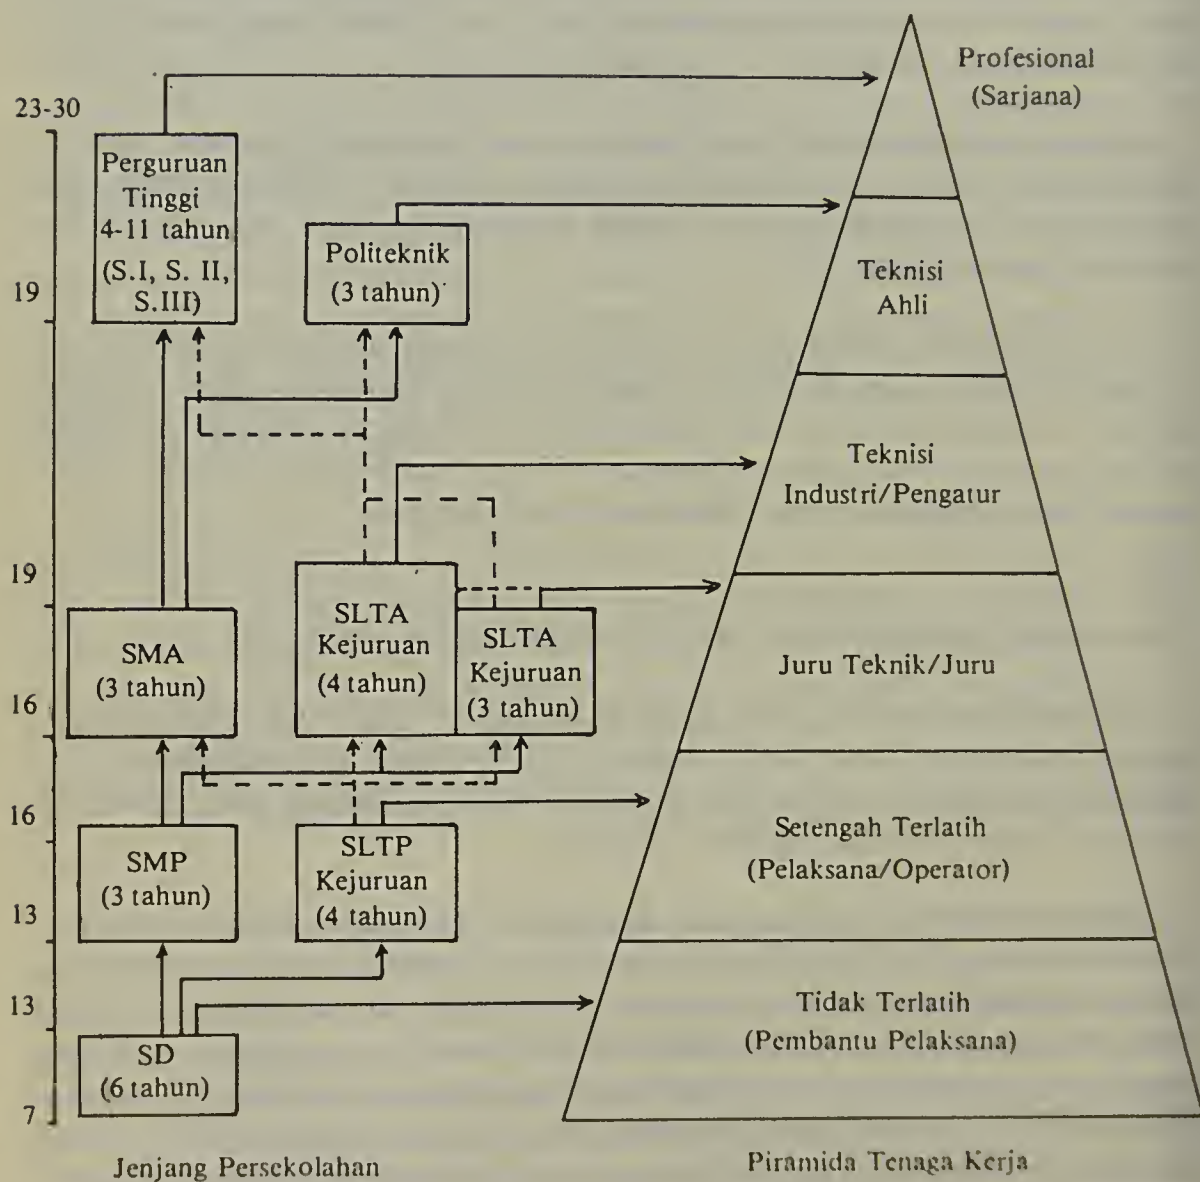 Profesional
(Sarjana)
23-30
Perguruan
Tinggi
4-11 tahun
(S.I, S. II,
S.III)
Politeknik
(3 tahun)
19
Teknisi
Ahli
Teknisi
Industri/Pengatur
19
SLTA
Kejuruan
(4 tahun)
SLTA
Kejuruan
(3 tahun)
SMA
(3 tahun)
Juru Teknik/Juru
16
16
SMP
(3 tahun)
SLTP
Kejuruan
(4 tahun)
Setengah Terlatih
(Pelaksana/Operator)
13
13
SD
(6 tahun)
Tidak Terlatih
(Pembantu Pelaksana)
7
Jenjang Persekolahan
Piramida Tenaga Kerja